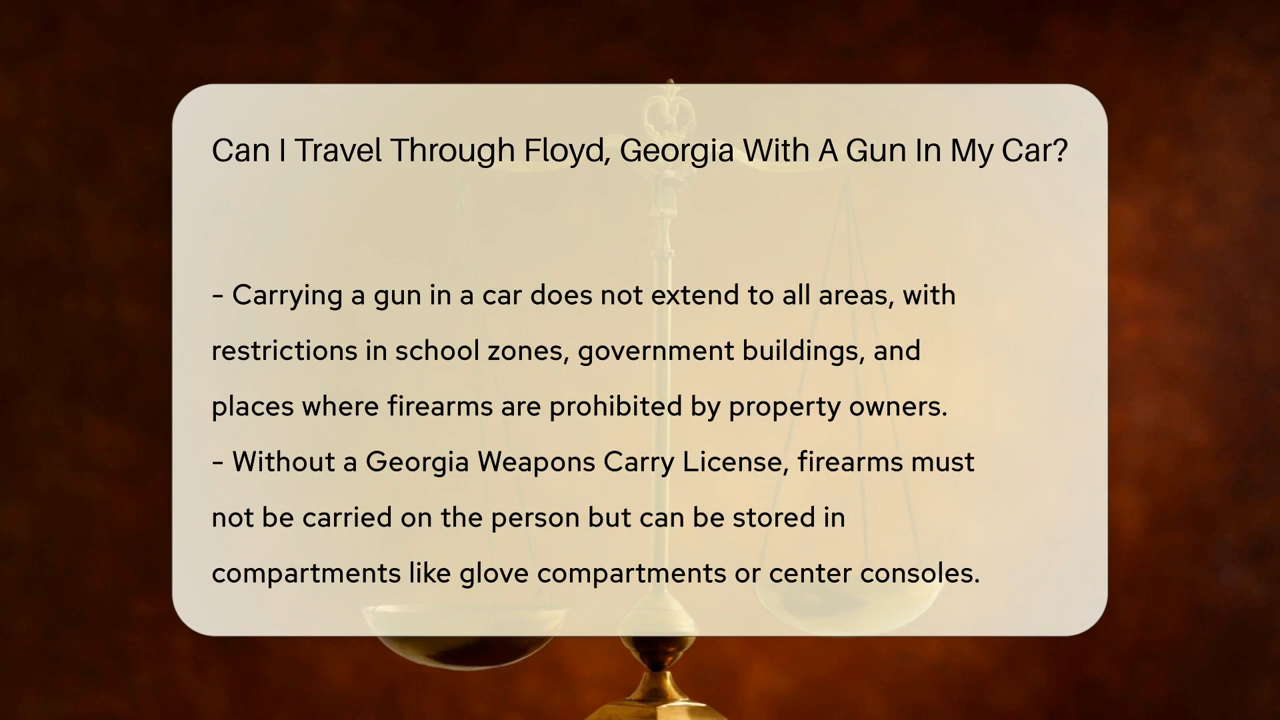 Can I Travel Through Floyd, Georgia With A Gun In My Car?
– Carrying a gun in a car does not extend to all areas, with
restrictions in school zones, government buildings, and
places where firearms are prohibited by property owners.
– Without a Georgia Weapons Carry License, firearms must
not be carried on the person but can be stored in
compartments like glove compartments or center consoles.